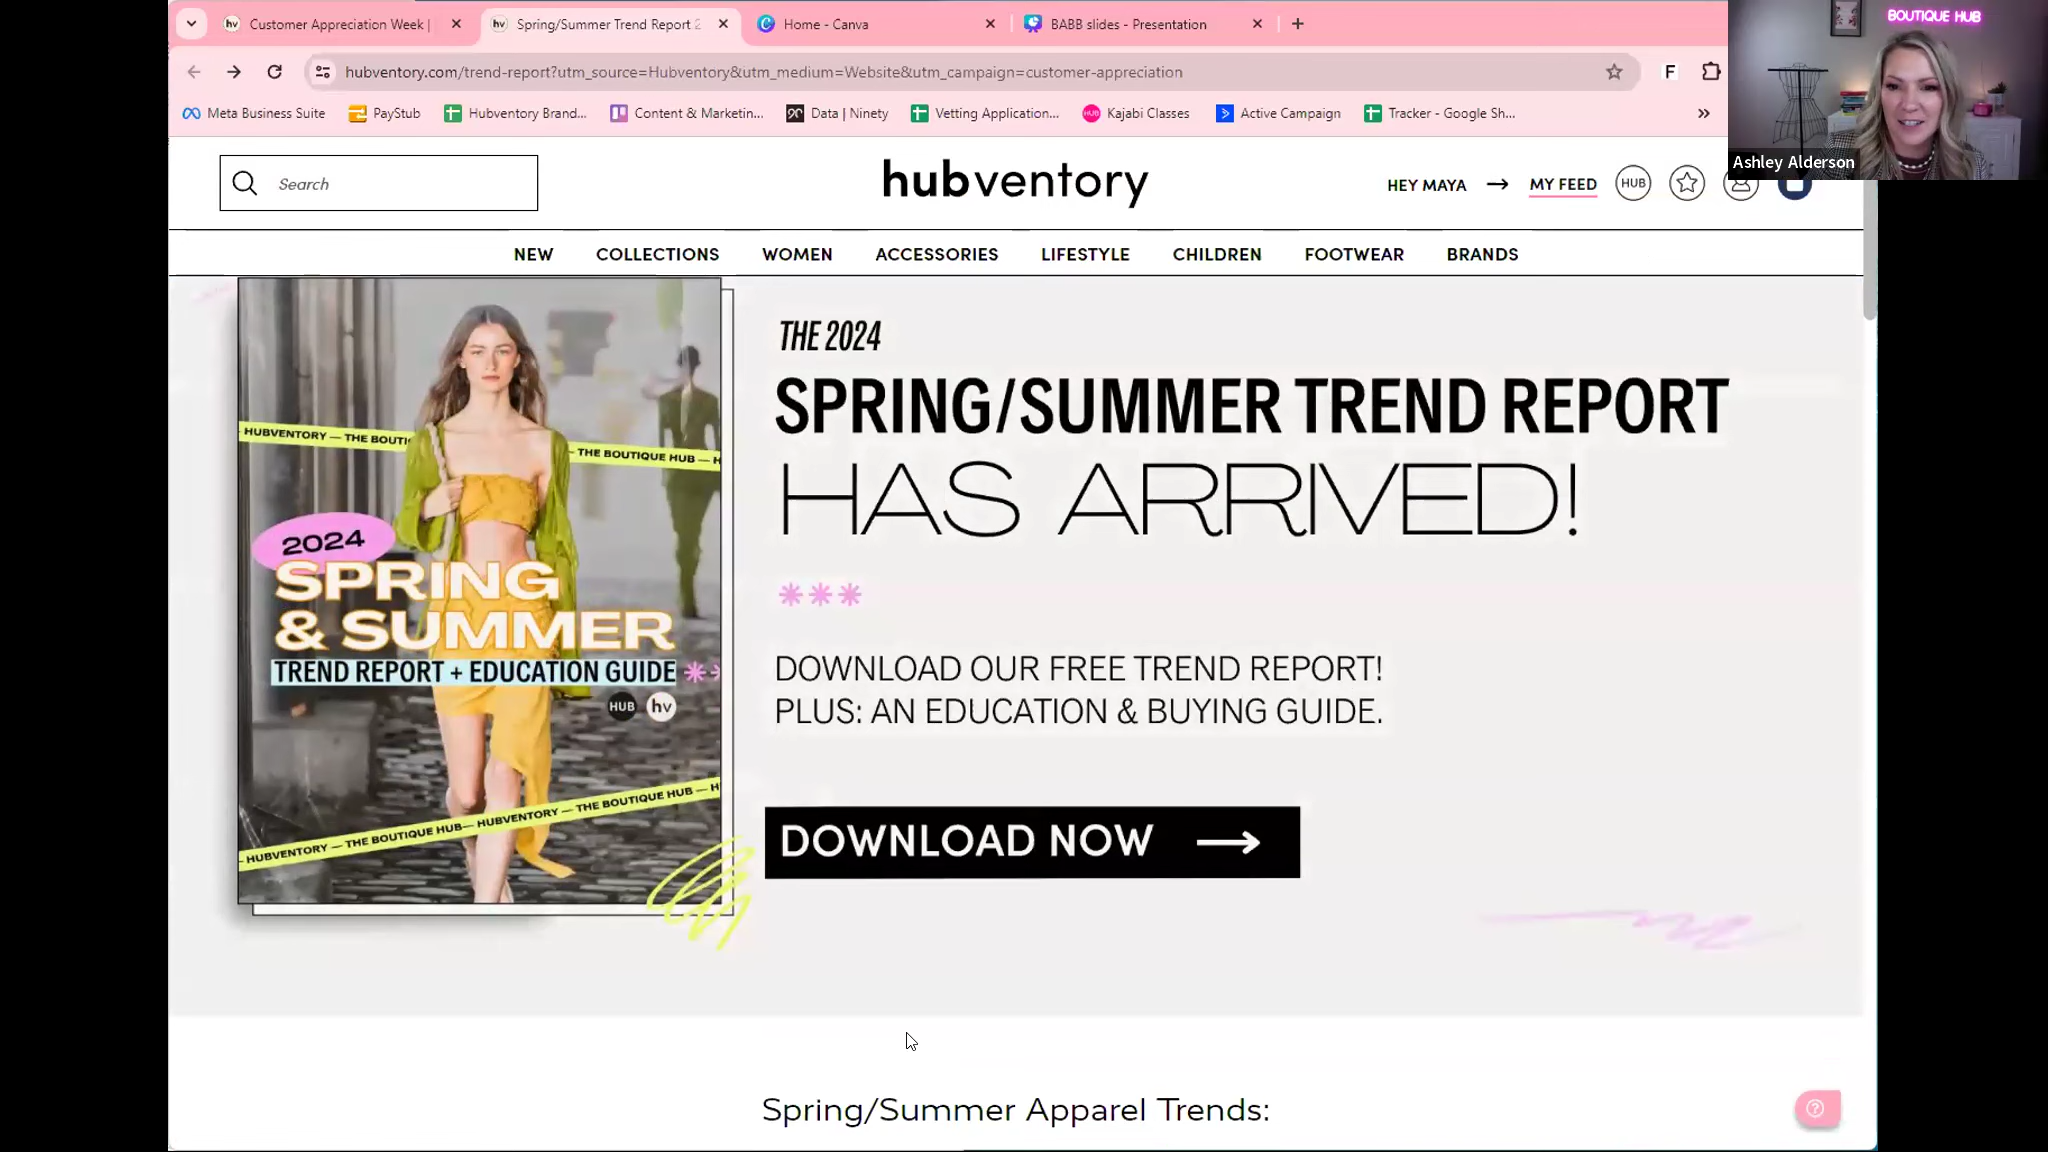 Customer Appreciation Week |
Spring/Summer Trend Report 2
Home - Canva
BABB slides - Presentation
BOUTIQUE HUB
hubventory.com/trend-report?utm_source=Hubventory&utm_medium=Website&utm_campaign=customer-appreciation
F
Meta Business Suite
PayStub
Hubventory Brand...
Content & Marketin...
Data | Ninety
Vetting Application...
HUB
Kajabi Classes
Active Campaign
Tracker - Google Sh...
»
Ashley Alderson
Search
hubventory
HEY MAYA → MY FEED
HUB
NEW COLLECTIONS WOMEN ACCESSORIES LIFESTYLE CHILDREN FOOTWEAR BRANDS
HUBVENTORY — THE BOUTI
— THE BOUTIQUE HUB — H
2024
SPRING
& SUMMER
TREND REPORT + EDUCATION GUIDE
HUB hv
- HUBVENTORY — THE BOUTIQUE HUB— HUBVENTORY — THE BOUTIQUE HUB — H
THE 2024
SPRING/SUMMER TREND REPORT
HAS ARRIVED!
DOWNLOAD OUR FREE TREND REPORT!
PLUS: AN EDUCATION & BUYING GUIDE.
DOWNLOAD NOW →
Spring/Summer Apparel Trends: